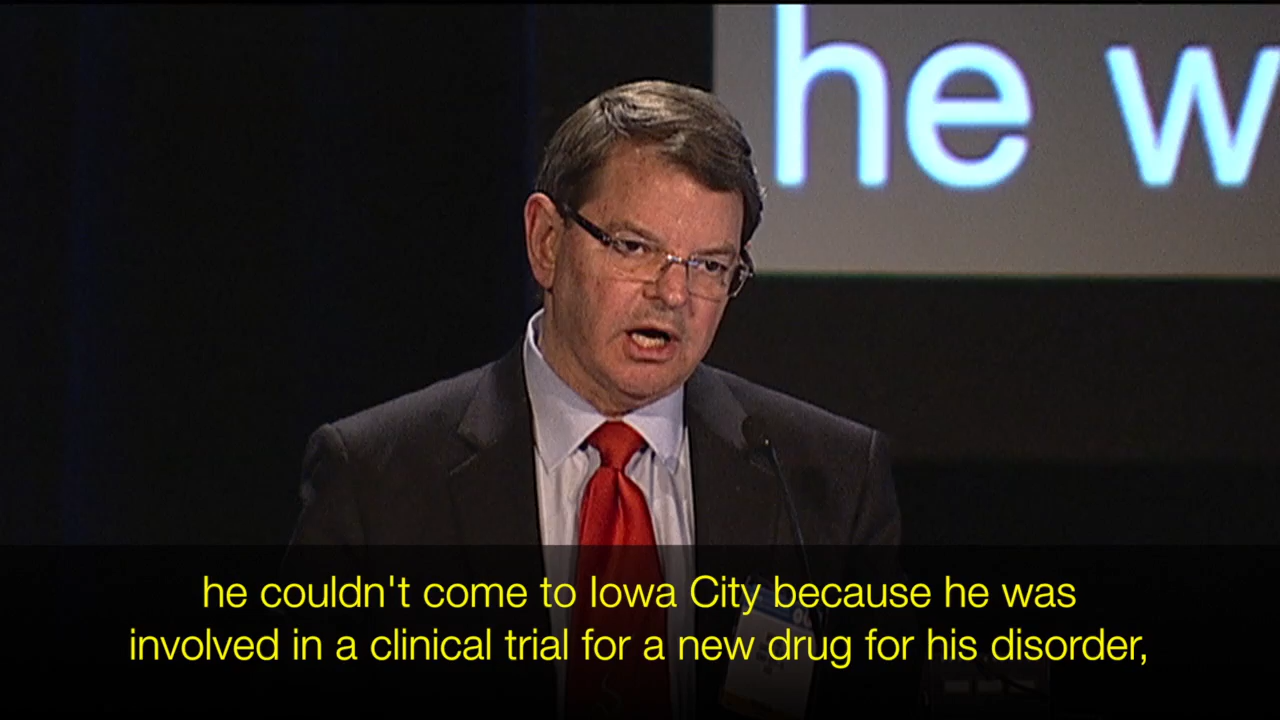 he w
he couldn't come to Iowa City because he was
involved in a clinical trial for a new drug for his disorder,